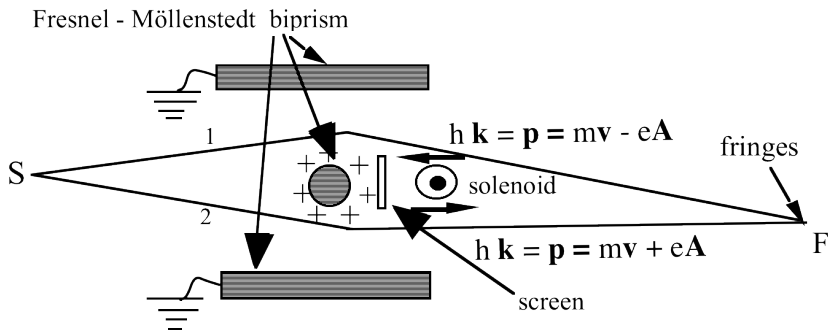 Fresnel - Möllenstedt biprism
1
h k = p = mv - eA
fringes
S
solenoid
2
F
h k = p = mv + eA
screen